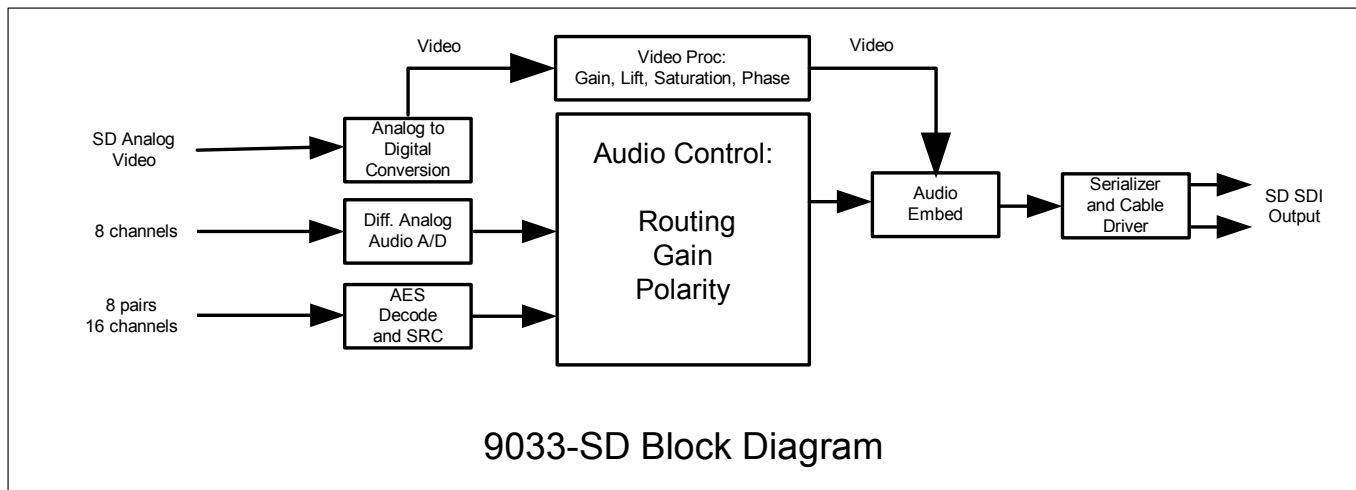 Video
Video Proc:
Gain, Lift, Saturation, Phase
Video
SD Analog
Video
Analog to
Digital
Conversion
8 channels
Diff. Analog
Audio A/D
8 pairs
16 channels
AES
Decode
and SRC
Audio Control:
Routing
Gain
Polarity
Audio
Embed
Serializer
and Cable
Driver
SD SDI
Output
9033-SD Block Diagram